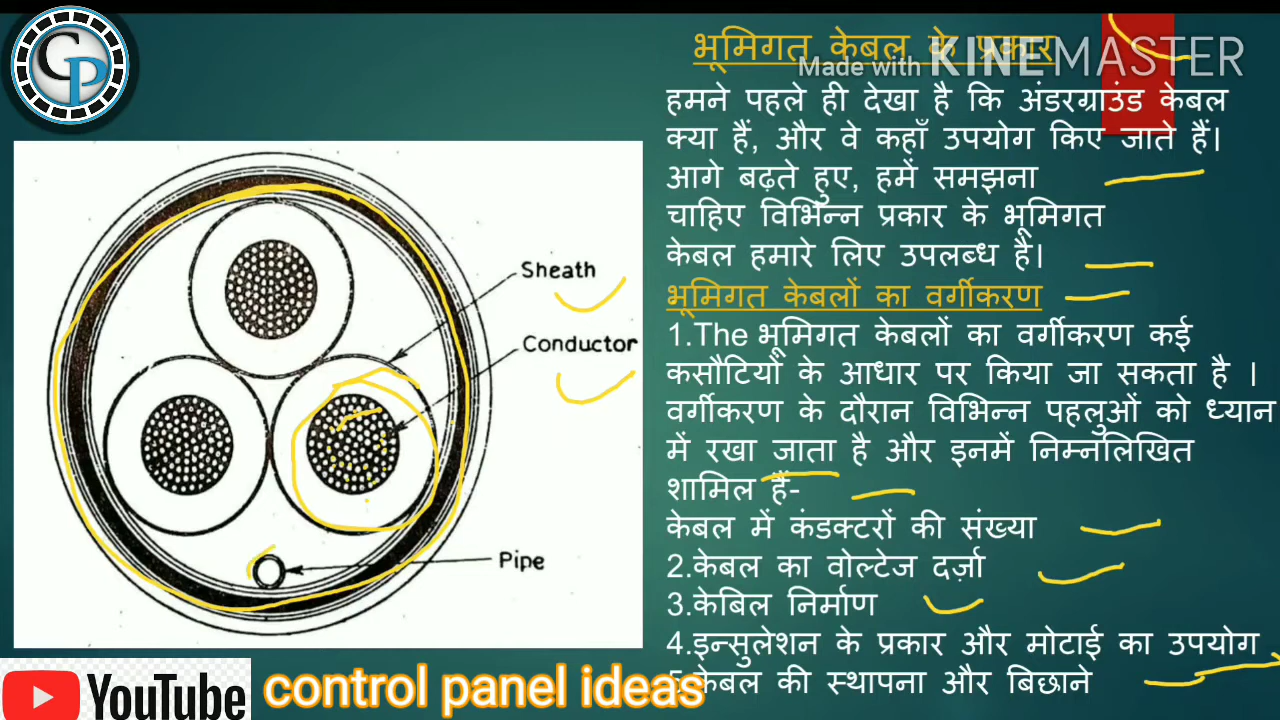 CP
भूमिगत केबल के प्रकार
Made with KINEMASTER
हमने पहले ही देखा है कि अंडरग्राउंड केबल
क्या हैं, और वे कहाँ उपयोग किए जाते हैं।
आगे बढ़ते हुए, हमें समझना
चाहिए विभिन्न प्रकार के भूमिगत
केबल हमारे लिए उपलब्ध है।
भूमिगत केबलों का वर्गीकरण
1.The भूमिगत केबलों का वर्गीकरण कई
कसौटियों के आधार पर किया जा सकता है ।
वर्गीकरण के दौरान विभिन्न पहलुओं को ध्यान
में रखा जाता है और इनमें निम्नलिखित
शामिल हैं-
केबल में कंडक्टरों की संख्या
2.केबल का वोल्टेज दर्ज़ा
3.केबिल निर्माण
4.इन्सुलेशन के प्रकार और मोटाई का उपयोग
5.केबल की स्थापना और बिछाने
Sheath
Conductor
Pipe
YouTube
control panel ideas